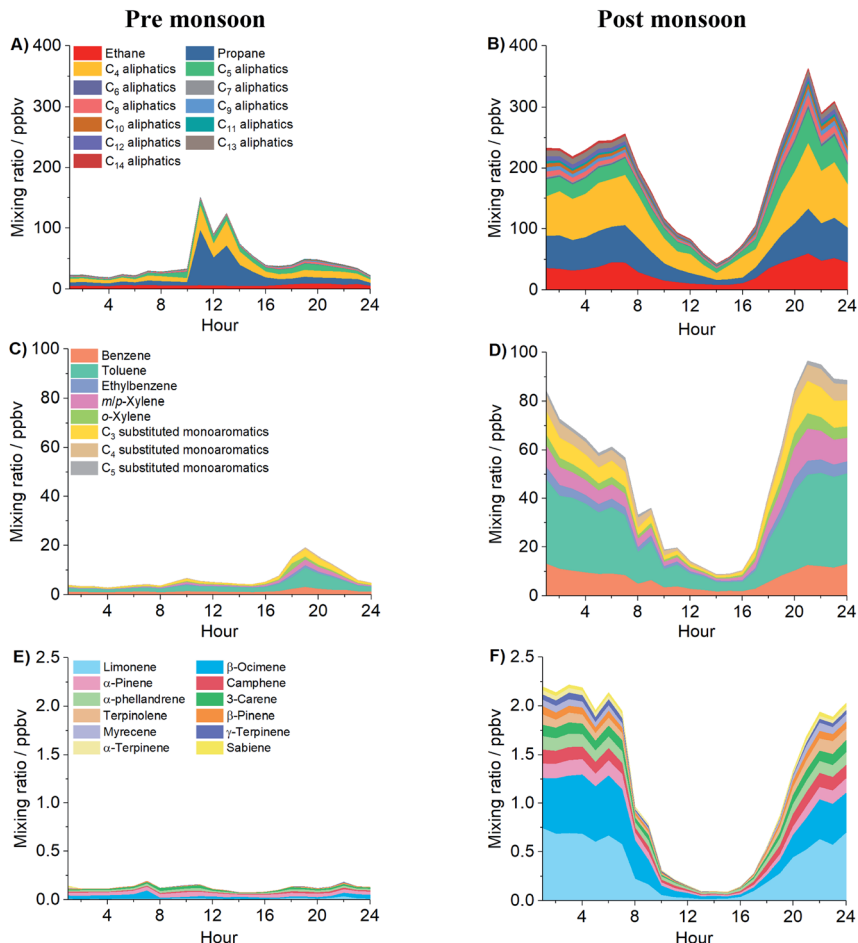 Pre monsoon
Post monsoon
A)
400
300
200
100
0
Mixing ratio / ppbv
Ethane
Propane
C4 aliphatics
C5 aliphatics
C6 aliphatics
C7 aliphatics
C8 aliphatics
C9 aliphatics
C10 aliphatics
C11 aliphatics
C12 aliphatics
C13 aliphatics
C14 aliphatics
4 8 12 16 20 24
Hour
B)
400
300
200
100
0
Mixing ratio / ppbv
4 8 12 16 20 24
Hour
C)
100
80
60
40
20
0
Mixing ratio / ppbv
Benzene
Toluene
Ethylbenzene
m/p-Xylene
o-Xylene
C3 substituted monoaromatics
C4 substituted monoaromatics
C5 substituted monoaromatics
4 8 12 16 20 24
Hour
D)
100
80
60
40
20
0
Mixing ratio / ppbv
4 8 12 16 20 24
Hour
E)
2.5
2.0
1.5
1.0
0.5
0.0
Mixing ratio / ppbv
Limonene
β-Ocimene
α-Pinene
Camphene
α-phellandrene
3-Carene
Terpinolene
β-Pinene
Myrecene
γ-Terpinene
α-Terpinene
Sabiene
4 8 12 16 20 24
Hour
F)
2.5
2.0
1.5
1.0
0.5
0.0
Mixing ratio / ppbv
4 8 12 16 20 24
Hour